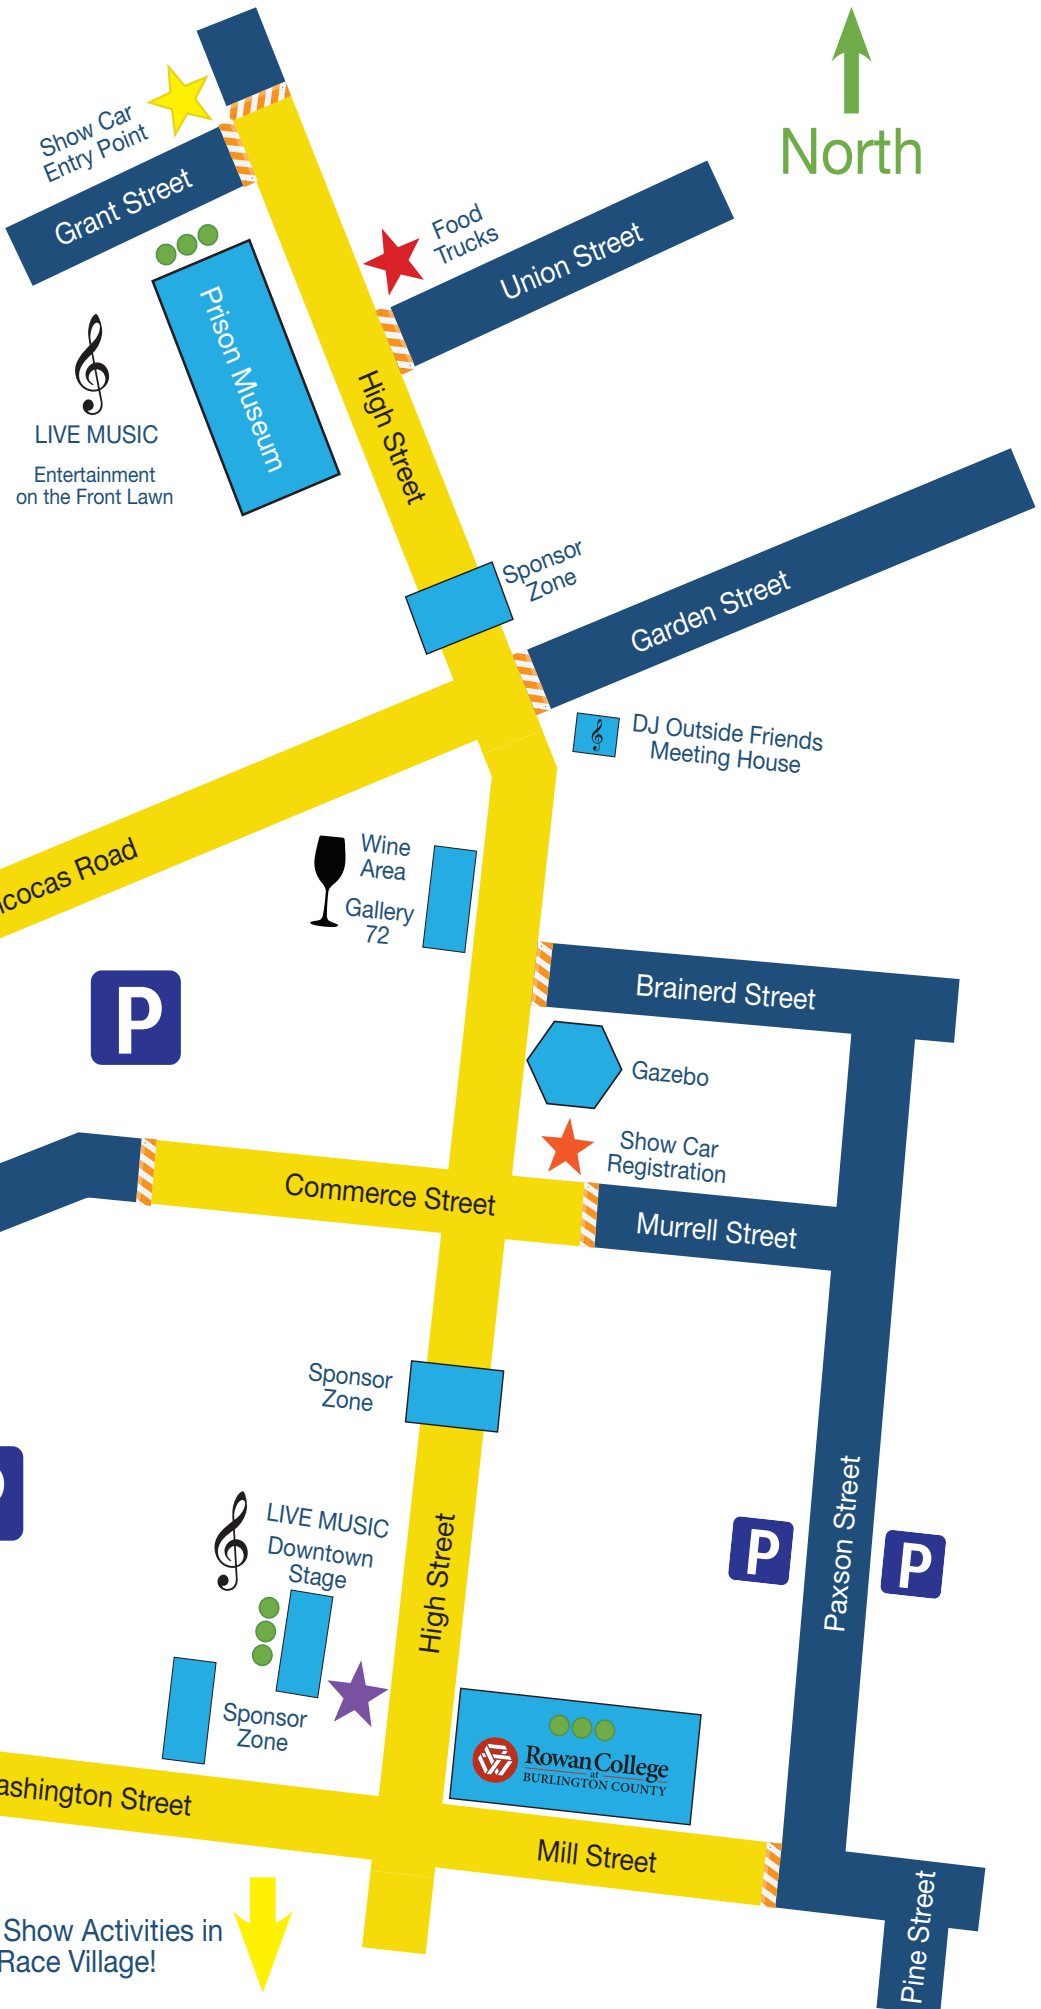 North
Show Car
Entry Point
Grant Street
Food
Trucks
Union Street
Prison Museum
High Street
LIVE MUSIC
Entertainment
on the Front Lawn
Sponsor
Zone
Garden Street
DJ Outside Friends
Meeting House
cocas Road
Wine
Area
Gallery
72
P
Brainerd Street
Gazebo
Show Car
Registration
Commerce Street
Murrell Street
Sponsor
Zone
LIVE MUSIC
Downtown
Stage
High Street
Paxson Street
P
P
Sponsor
Zone
Rowan College
at
BURLINGTON COUNTY
ashington Street
Mill Street
Pine Street
Show Activities in
Race Village!